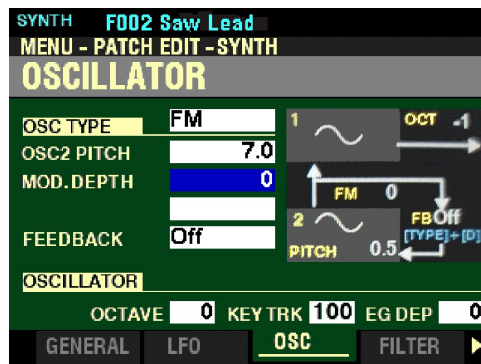 SYNTH F002 Saw Lead
MENU - PATCH EDIT - SYNTH
OSCILLATOR
OSC TYPE FM
OSC2 PITCH 7.0
MOD. DEPTH 0
FEEDBACK Off
1 OCT -1
FM 0
2 FB Off
[TYPE]+[D]
PITCH 0.5
OSCILLATOR
OCTAVE 0 KEY TRK 100 EG DEP 0
GENERAL LFO OSC FILTER